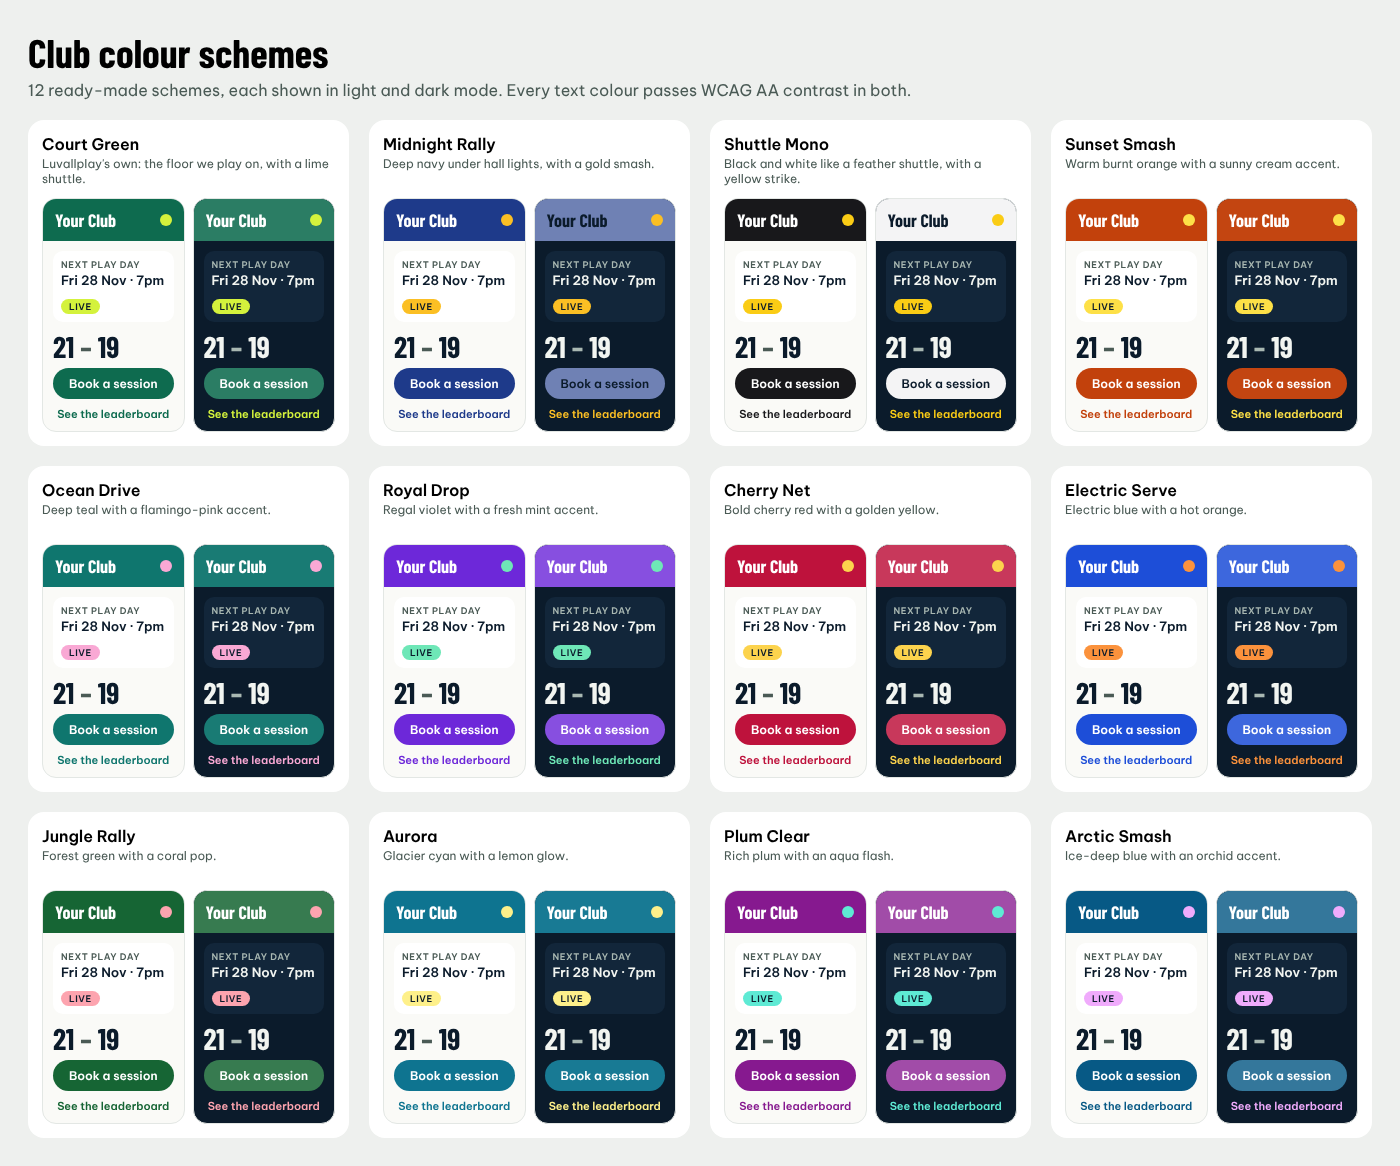 Club colour schemes
12 ready-made schemes, each shown in light and dark mode. Every text colour passes WCAG AA contrast in both.
Court Green
Luvallplay's own: the floor we play on, with a lime
shuttle.
Your Club
NEXT PLAY DAY
Fri 28 Nov · 7pm
LIVE
21 – 19
Book a session
See the leaderboard
Your Club
NEXT PLAY DAY
Fri 28 Nov · 7pm
LIVE
21 – 19
Book a session
See the leaderboard
Midnight Rally
Deep navy under hall lights, with a gold smash.
Your Club
NEXT PLAY DAY
Fri 28 Nov · 7pm
LIVE
21 – 19
Book a session
See the leaderboard
Your Club
NEXT PLAY DAY
Fri 28 Nov · 7pm
LIVE
21 – 19
Book a session
See the leaderboard
Shuttle Mono
Black and white like a feather shuttle, with a
yellow strike.
Your Club
NEXT PLAY DAY
Fri 28 Nov · 7pm
LIVE
21 – 19
Book a session
See the leaderboard
Your Club
NEXT PLAY DAY
Fri 28 Nov · 7pm
LIVE
21 – 19
Book a session
See the leaderboard
Sunset Smash
Warm burnt orange with a sunny cream accent.
Your Club
NEXT PLAY DAY
Fri 28 Nov · 7pm
LIVE
21 – 19
Book a session
See the leaderboard
Your Club
NEXT PLAY DAY
Fri 28 Nov · 7pm
LIVE
21 – 19
Book a session
See the leaderboard
Ocean Drive
Deep teal with a flamingo-pink accent.
Your Club
NEXT PLAY DAY
Fri 28 Nov · 7pm
LIVE
21 – 19
Book a session
See the leaderboard
Your Club
NEXT PLAY DAY
Fri 28 Nov · 7pm
LIVE
21 – 19
Book a session
See the leaderboard
Royal Drop
Regal violet with a fresh mint accent.
Your Club
NEXT PLAY DAY
Fri 28 Nov · 7pm
LIVE
21 – 19
Book a session
See the leaderboard
Your Club
NEXT PLAY DAY
Fri 28 Nov · 7pm
LIVE
21 – 19
Book a session
See the leaderboard
Cherry Net
Bold cherry red with a golden yellow.
Your Club
NEXT PLAY DAY
Fri 28 Nov · 7pm
LIVE
21 – 19
Book a session
See the leaderboard
Your Club
NEXT PLAY DAY
Fri 28 Nov · 7pm
LIVE
21 – 19
Book a session
See the leaderboard
Electric Serve
Electric blue with a hot orange.
Your Club
NEXT PLAY DAY
Fri 28 Nov · 7pm
LIVE
21 – 19
Book a session
See the leaderboard
Your Club
NEXT PLAY DAY
Fri 28 Nov · 7pm
LIVE
21 – 19
Book a session
See the leaderboard
Jungle Rally
Forest green with a coral pop.
Your Club
NEXT PLAY DAY
Fri 28 Nov · 7pm
LIVE
21 – 19
Book a session
See the leaderboard
Your Club
NEXT PLAY DAY
Fri 28 Nov · 7pm
LIVE
21 – 19
Book a session
See the leaderboard
Aurora
Glacier cyan with a lemon glow.
Your Club
NEXT PLAY DAY
Fri 28 Nov · 7pm
LIVE
21 – 19
Book a session
See the leaderboard
Your Club
NEXT PLAY DAY
Fri 28 Nov · 7pm
LIVE
21 – 19
Book a session
See the leaderboard
Plum Clear
Rich plum with an aqua flash.
Your Club
NEXT PLAY DAY
Fri 28 Nov · 7pm
LIVE
21 – 19
Book a session
See the leaderboard
Your Club
NEXT PLAY DAY
Fri 28 Nov · 7pm
LIVE
21 – 19
Book a session
See the leaderboard
Arctic Smash
Ice-deep blue with an orchid accent.
Your Club
NEXT PLAY DAY
Fri 28 Nov · 7pm
LIVE
21 – 19
Book a session
See the leaderboard
Your Club
NEXT PLAY DAY
Fri 28 Nov · 7pm
LIVE
21 – 19
Book a session
See the leaderboard